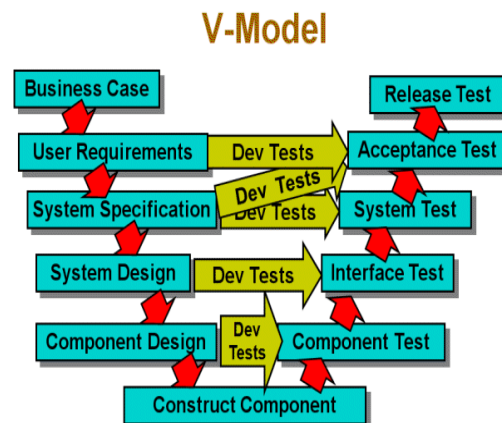 V-Model
Business Case
Release Test
User Requirements
Dev Tests
Acceptance Test
Dev Tests
System Specification
Dev Tests
System Test
System Design
Dev Tests
Interface Test
Component Design
Dev
Tests
Component Test
Construct Component